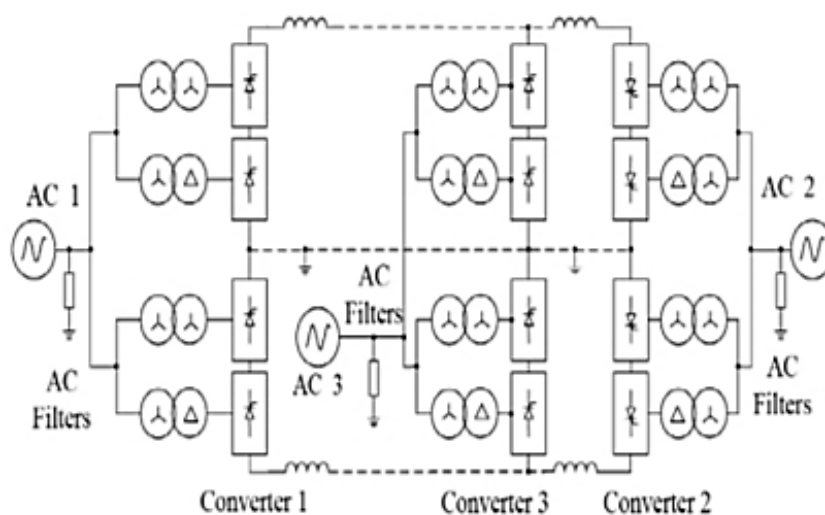 AC 1
AC 2
AC
Filters
AC 3
AC
Filters
AC
Filters
Converter 1
Converter 3
Converter 2